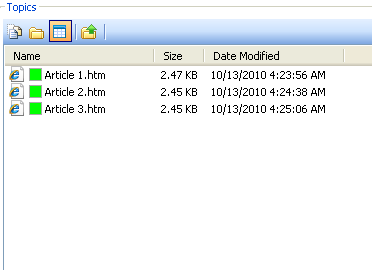 Topics
Name Size Date Modified
Article 1.htm 2.47 KB 10/13/2010 4:23:56 AM
Article 2.htm 2.45 KB 10/13/2010 4:24:38 AM
Article 3.htm 2.45 KB 10/13/2010 4:25:06 AM